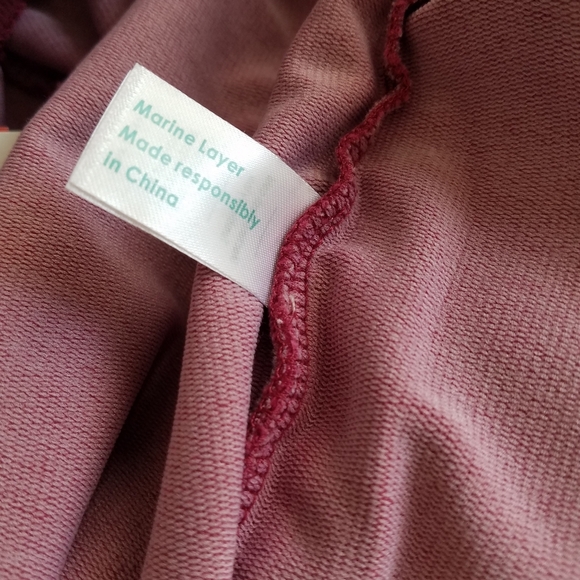 Marine Layer
Made responsibly
in China